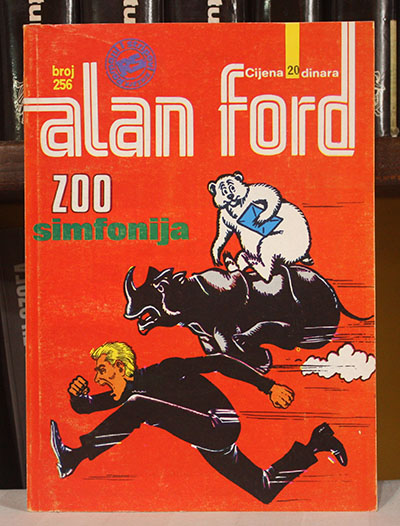 broj
256
Cijena 20 dinara
alan ford
ZOO
simfonija